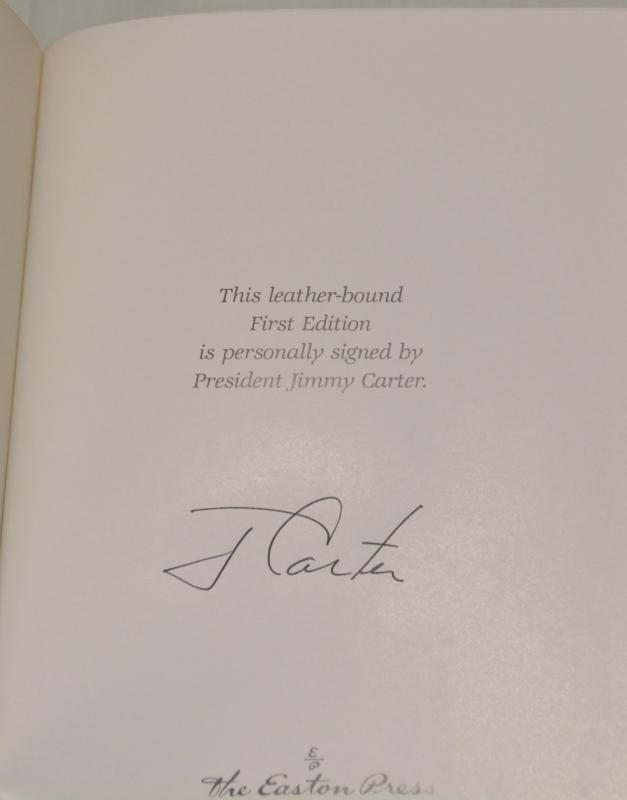 This leather-bound
First Edition
is personally signed by
President Jimmy Carter.
J Carter
E
P
The Easton Press